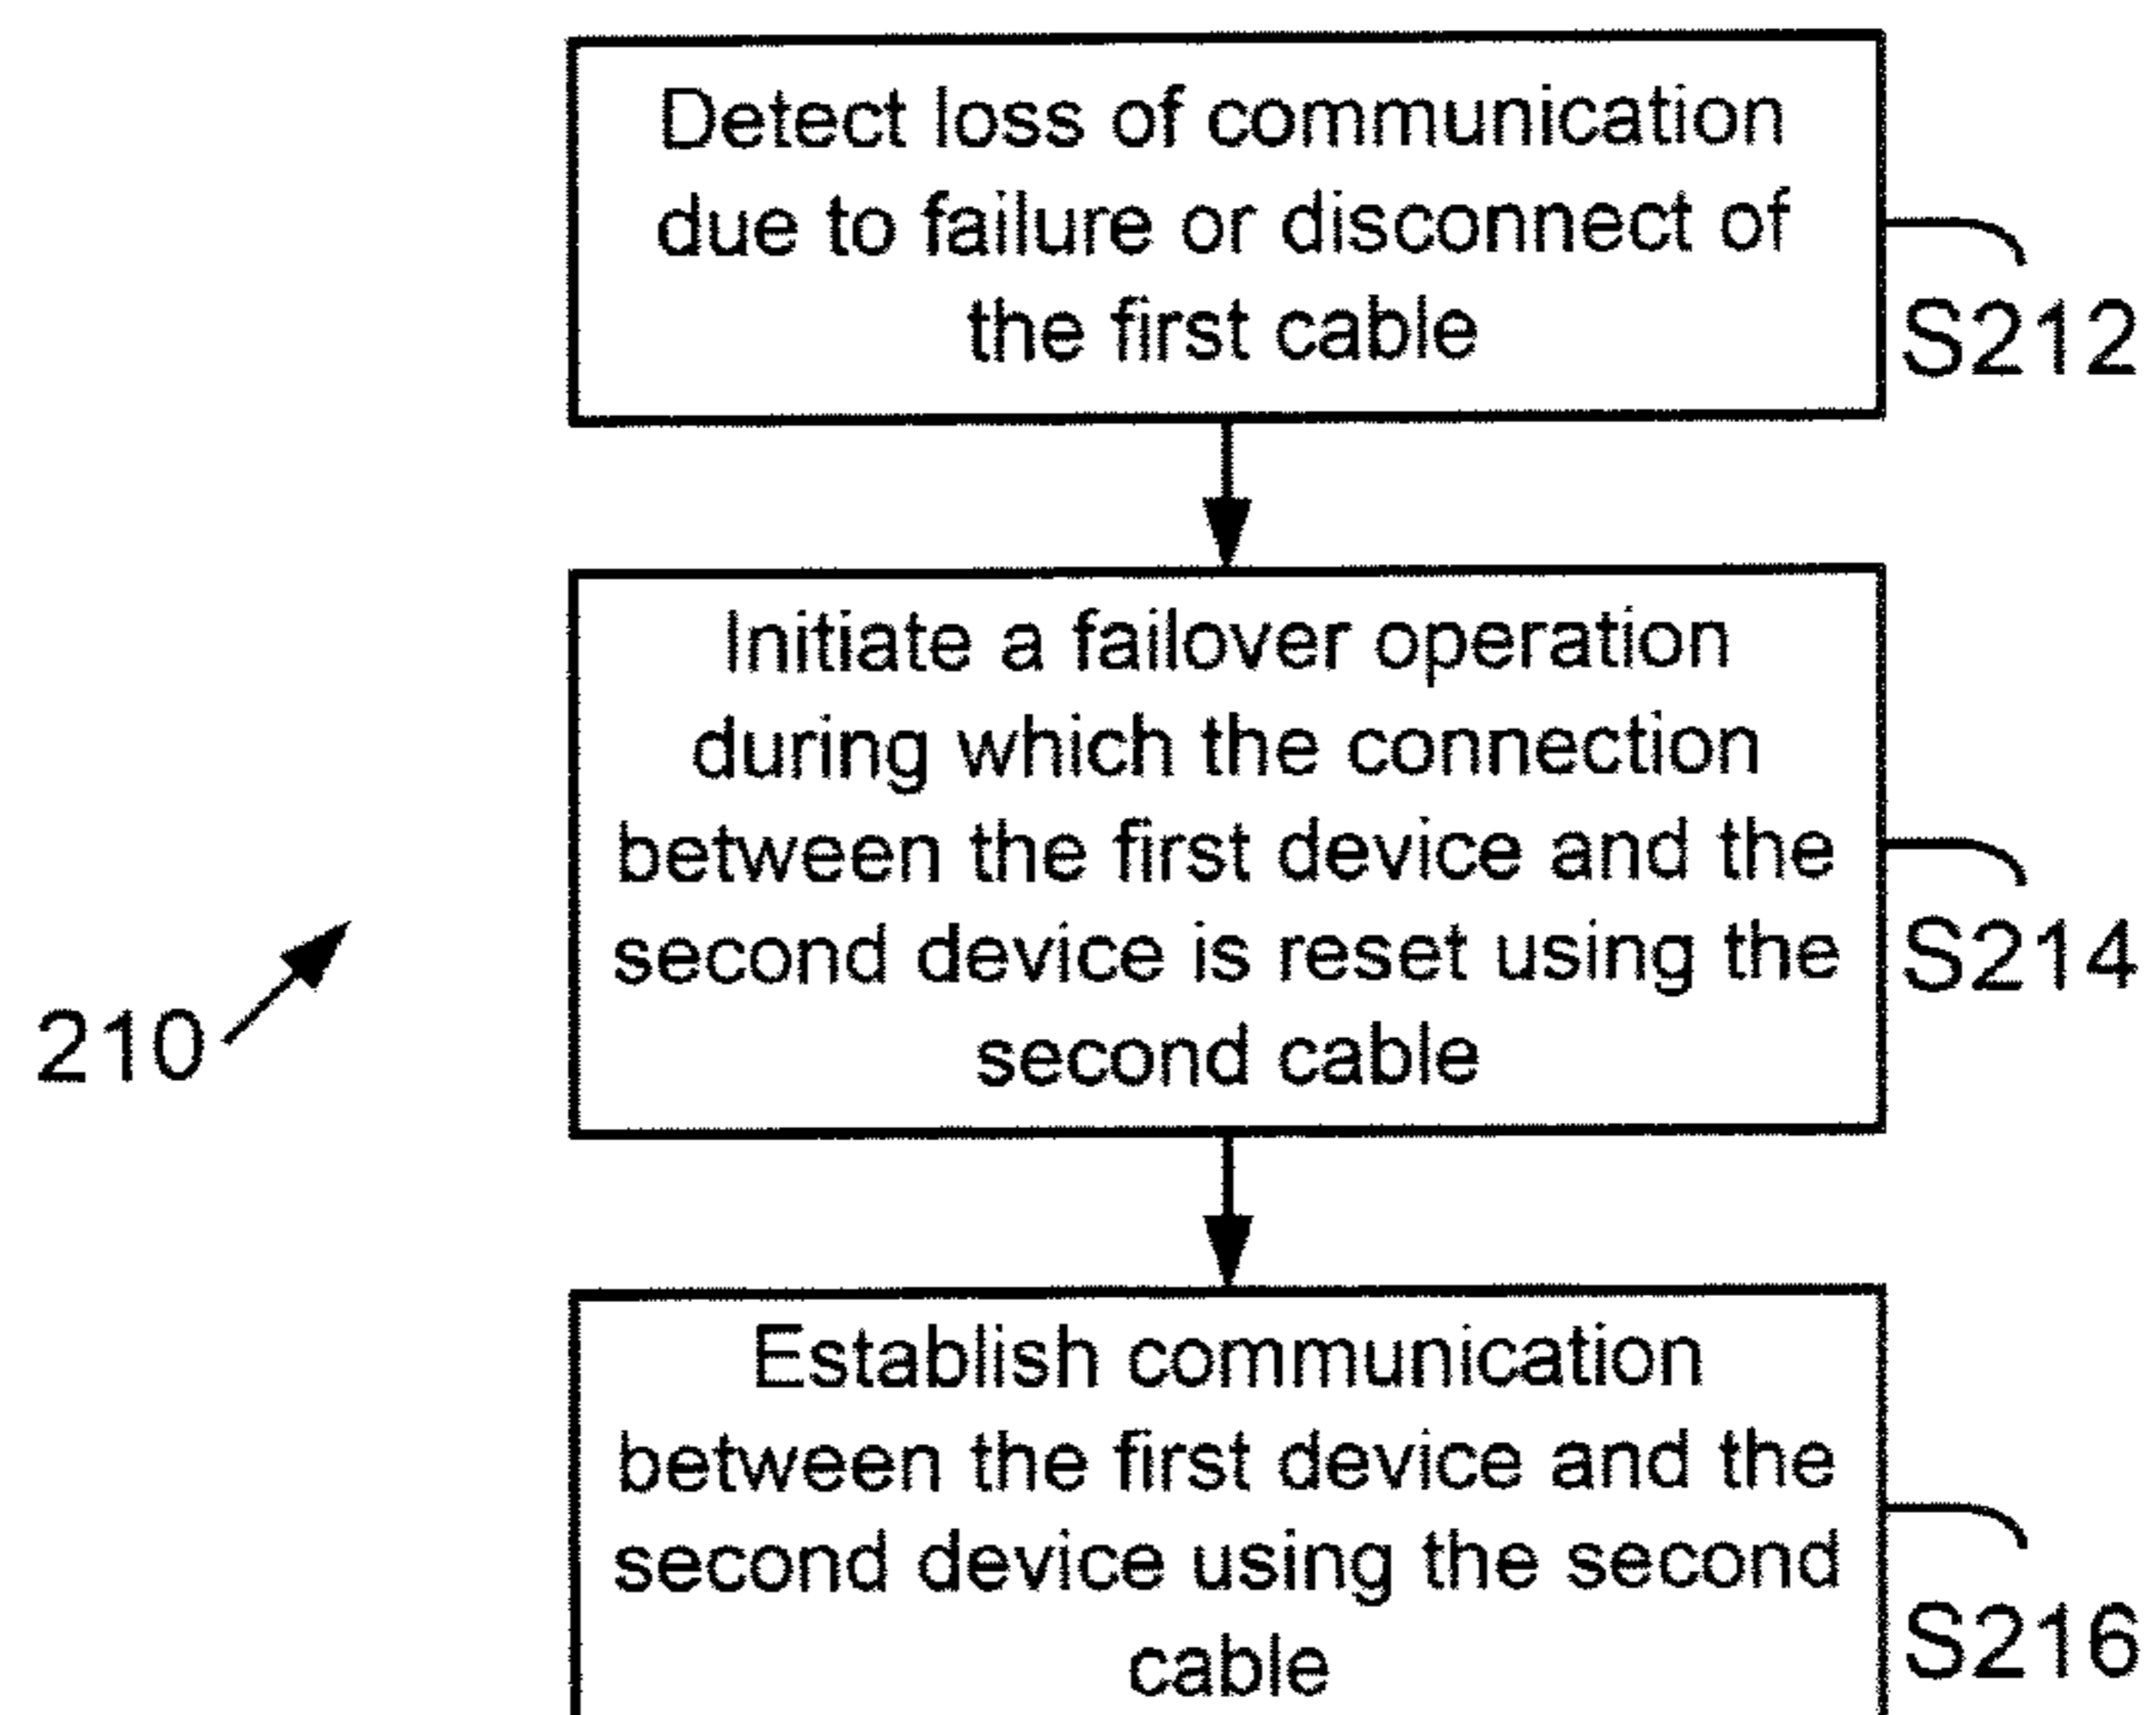 Detect loss of communication
due to failure or disconnect of
the first cable
S212
Initiate a failover operation
during which the connection
between the first device and the
second device is reset using the
second cable
S214
210
Establish communication
between the first device and the
second device using the second
cable
S216